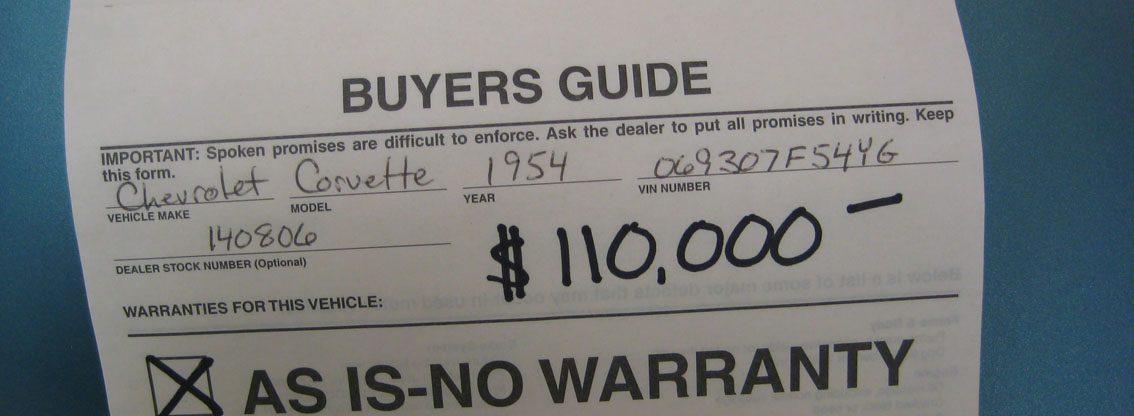 BUYERS GUIDE
IMPORTANT: Spoken promises are difficult to enforce. Ask the dealer to put all promises in writing. Keep
this form.
Chevrolet Corvette 1954 069307F54YG
VEHICLE MAKE MODEL YEAR VIN NUMBER
140806 $110,000 —
DEALER STOCK NUMBER (Optional)
WARRANTIES FOR THIS VEHICLE:
X AS IS-NO WARRANTY